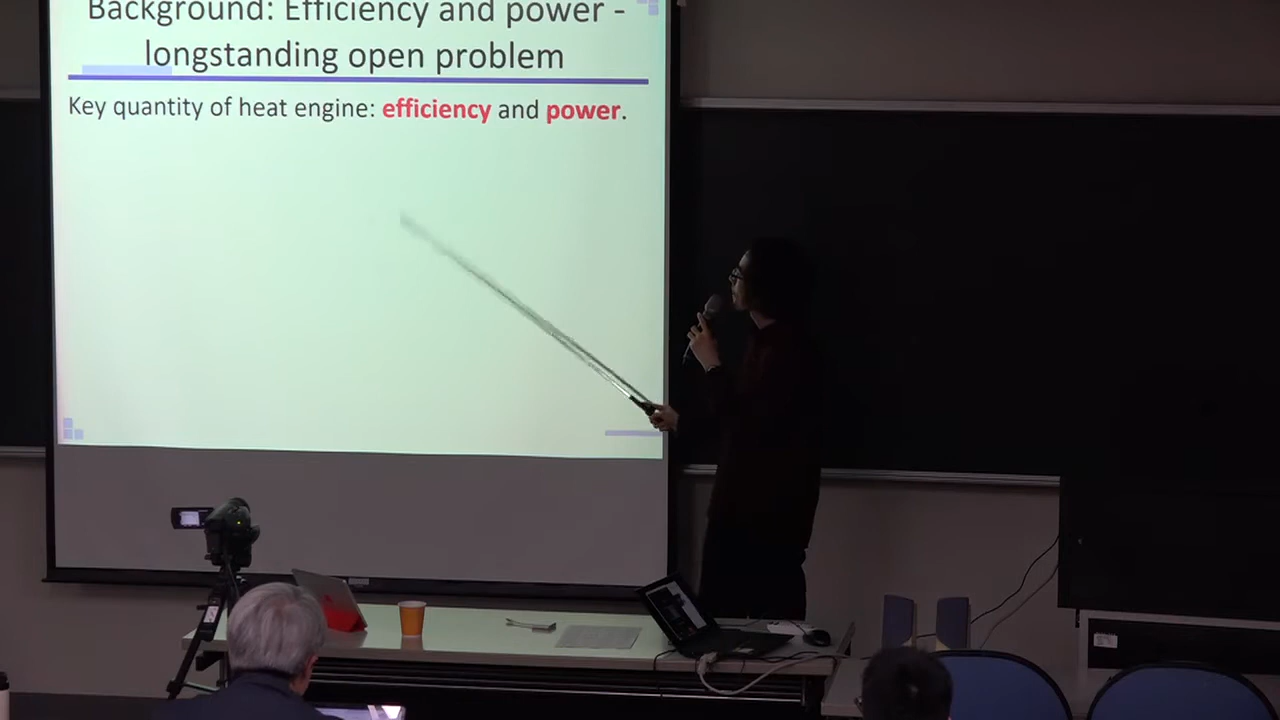 Background: Efficiency and power -
longstanding open problem
Key quantity of heat engine: efficiency and power.